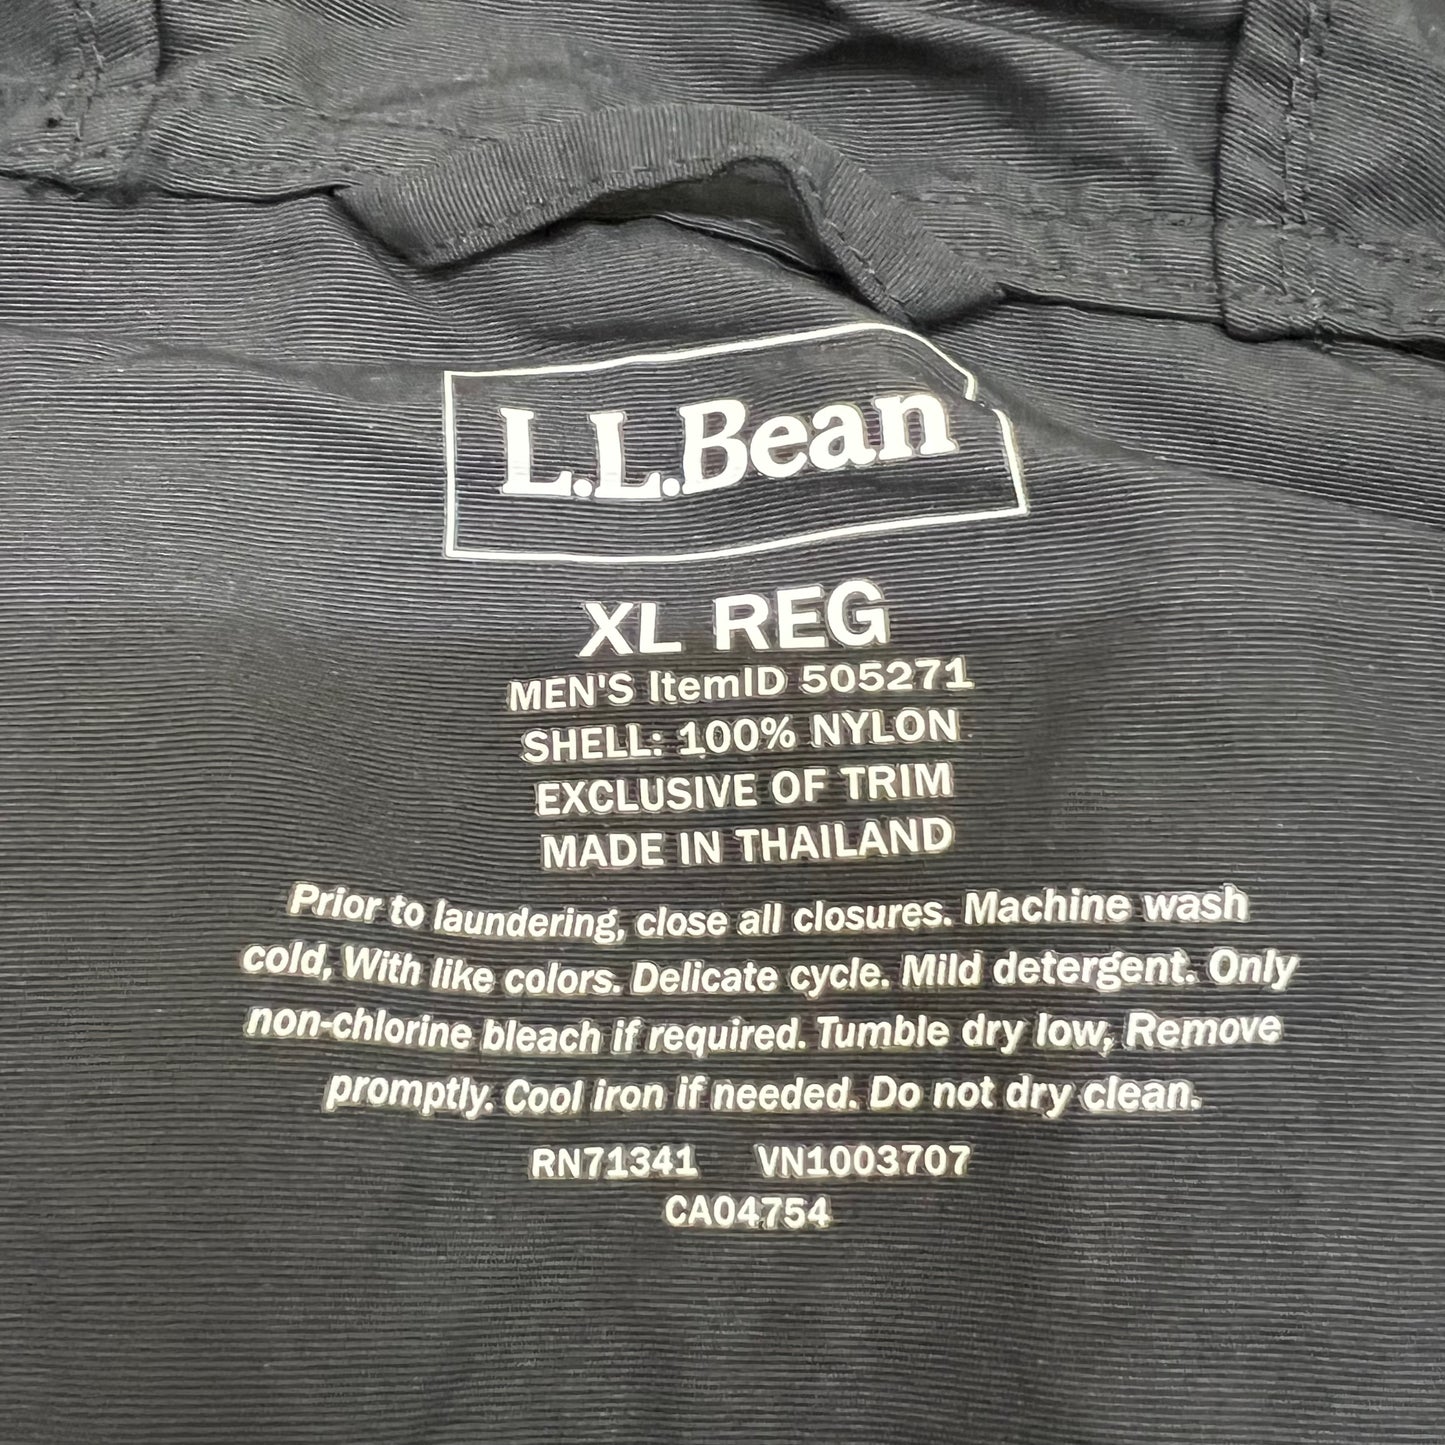 L.L.Bean
XL REG
MEN'S ItemID 505271
SHELL: 100% NYLON
EXCLUSIVE OF TRIM
MADE IN THAILAND
Prior to laundering, close all closures. Machine wash
cold, With like colors. Delicate cycle. Mild detergent. Only
non-chlorine bleach if required. Tumble dry low, Remove
promptly. Cool iron if needed. Do not dry clean.
RN71341 VN1003707
CA04754